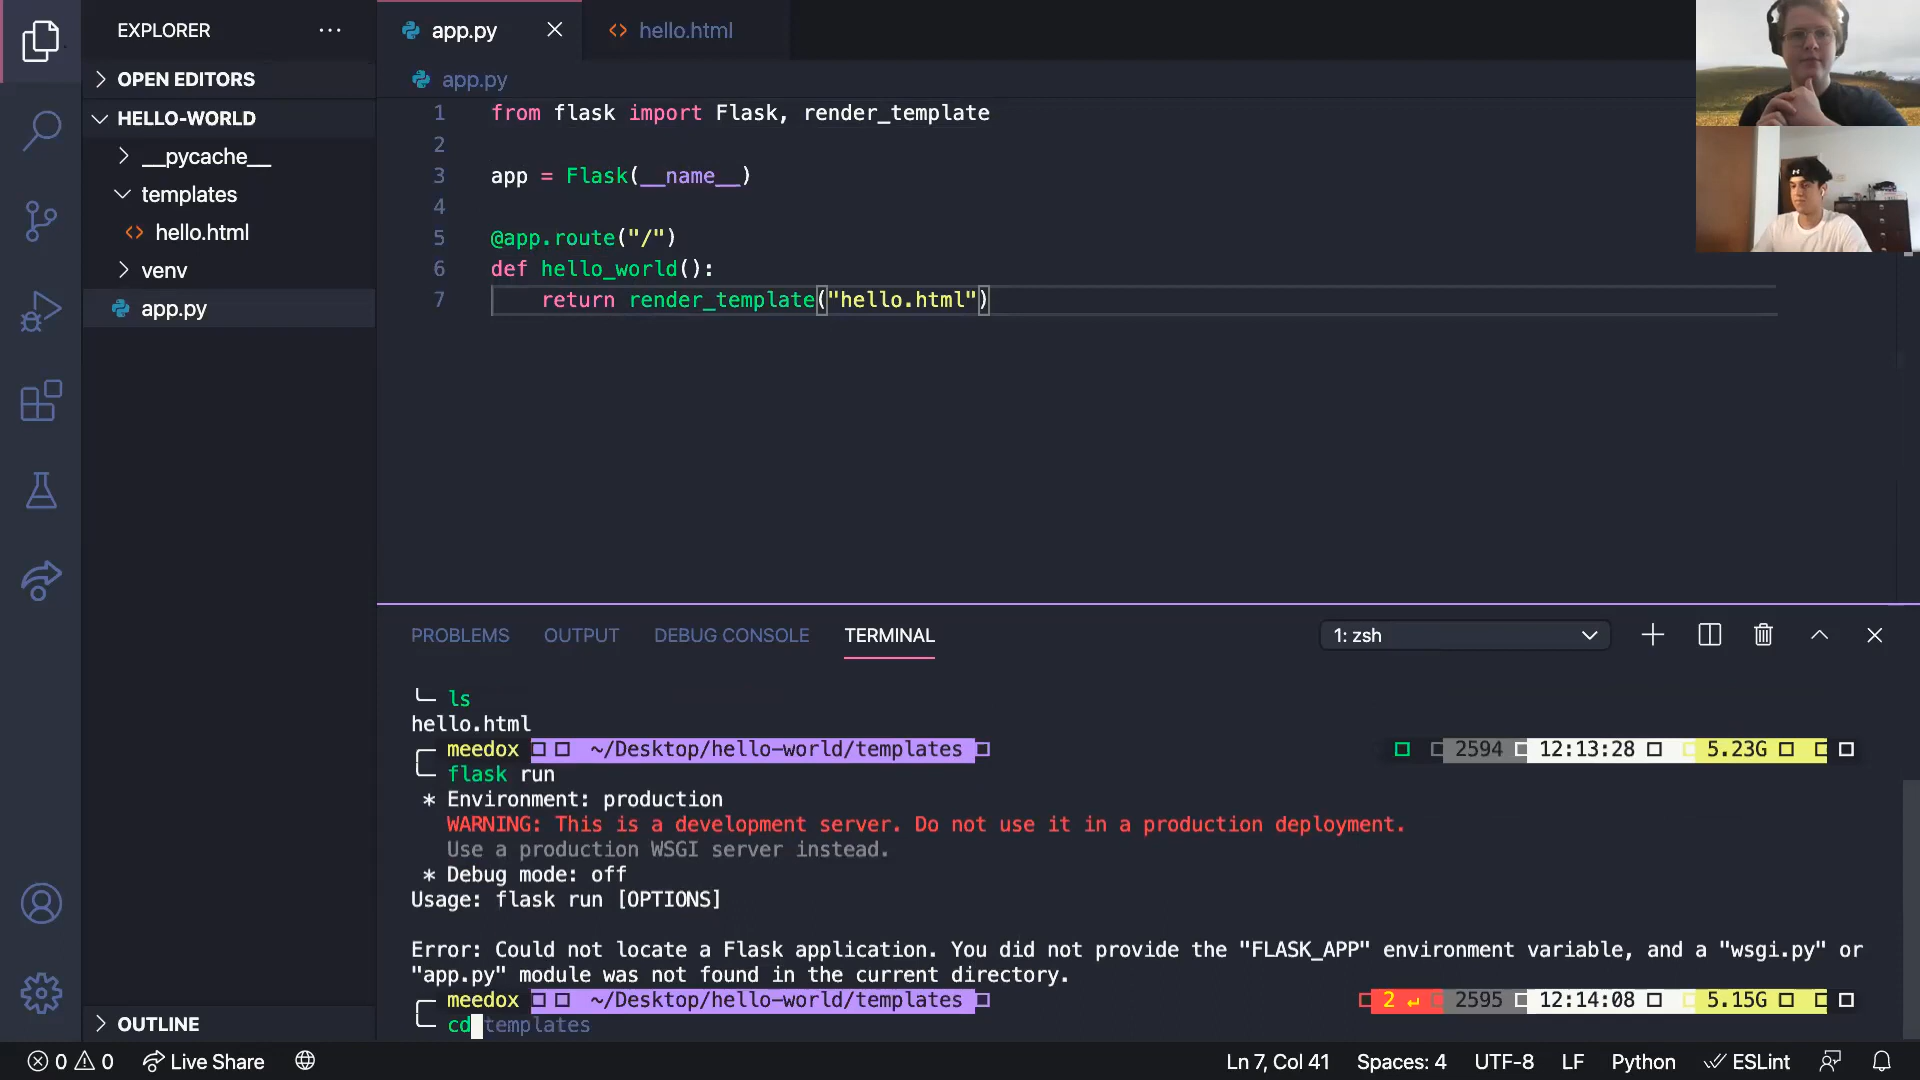 EXPLORER
OPEN EDITORS
HELLO-WORLD
__pycache__
templates
hello.html
venv
app.py
OUTLINE
app.py
hello.html
app.py
1 from flask import Flask, render_template
2
3 app = Flask(__name__)
4
5 @app.route("/")
6 def hello_world():
7 return render_template("hello.html")
PROBLEMS OUTPUT DEBUG CONSOLE TERMINAL 1: zsh
ls
hello.html
meedox ~/Desktop/hello-world/templates 2594 12:13:28 5.23G
flask run
* Environment: production
WARNING: This is a development server. Do not use it in a production deployment.
Use a production WSGI server instead.
* Debug mode: off
Usage: flask run [OPTIONS]
Error: Could not locate a Flask application. You did not provide the "FLASK_APP" environment variable, and a "wsgi.py" or
"app.py" module was not found in the current directory.
meedox ~/Desktop/hello-world/templates 2 ↵ 2595 12:14:08 5.15G
cd templates
0 0 Live Share Ln 7, Col 41 Spaces: 4 UTF-8 LF Python ESLint